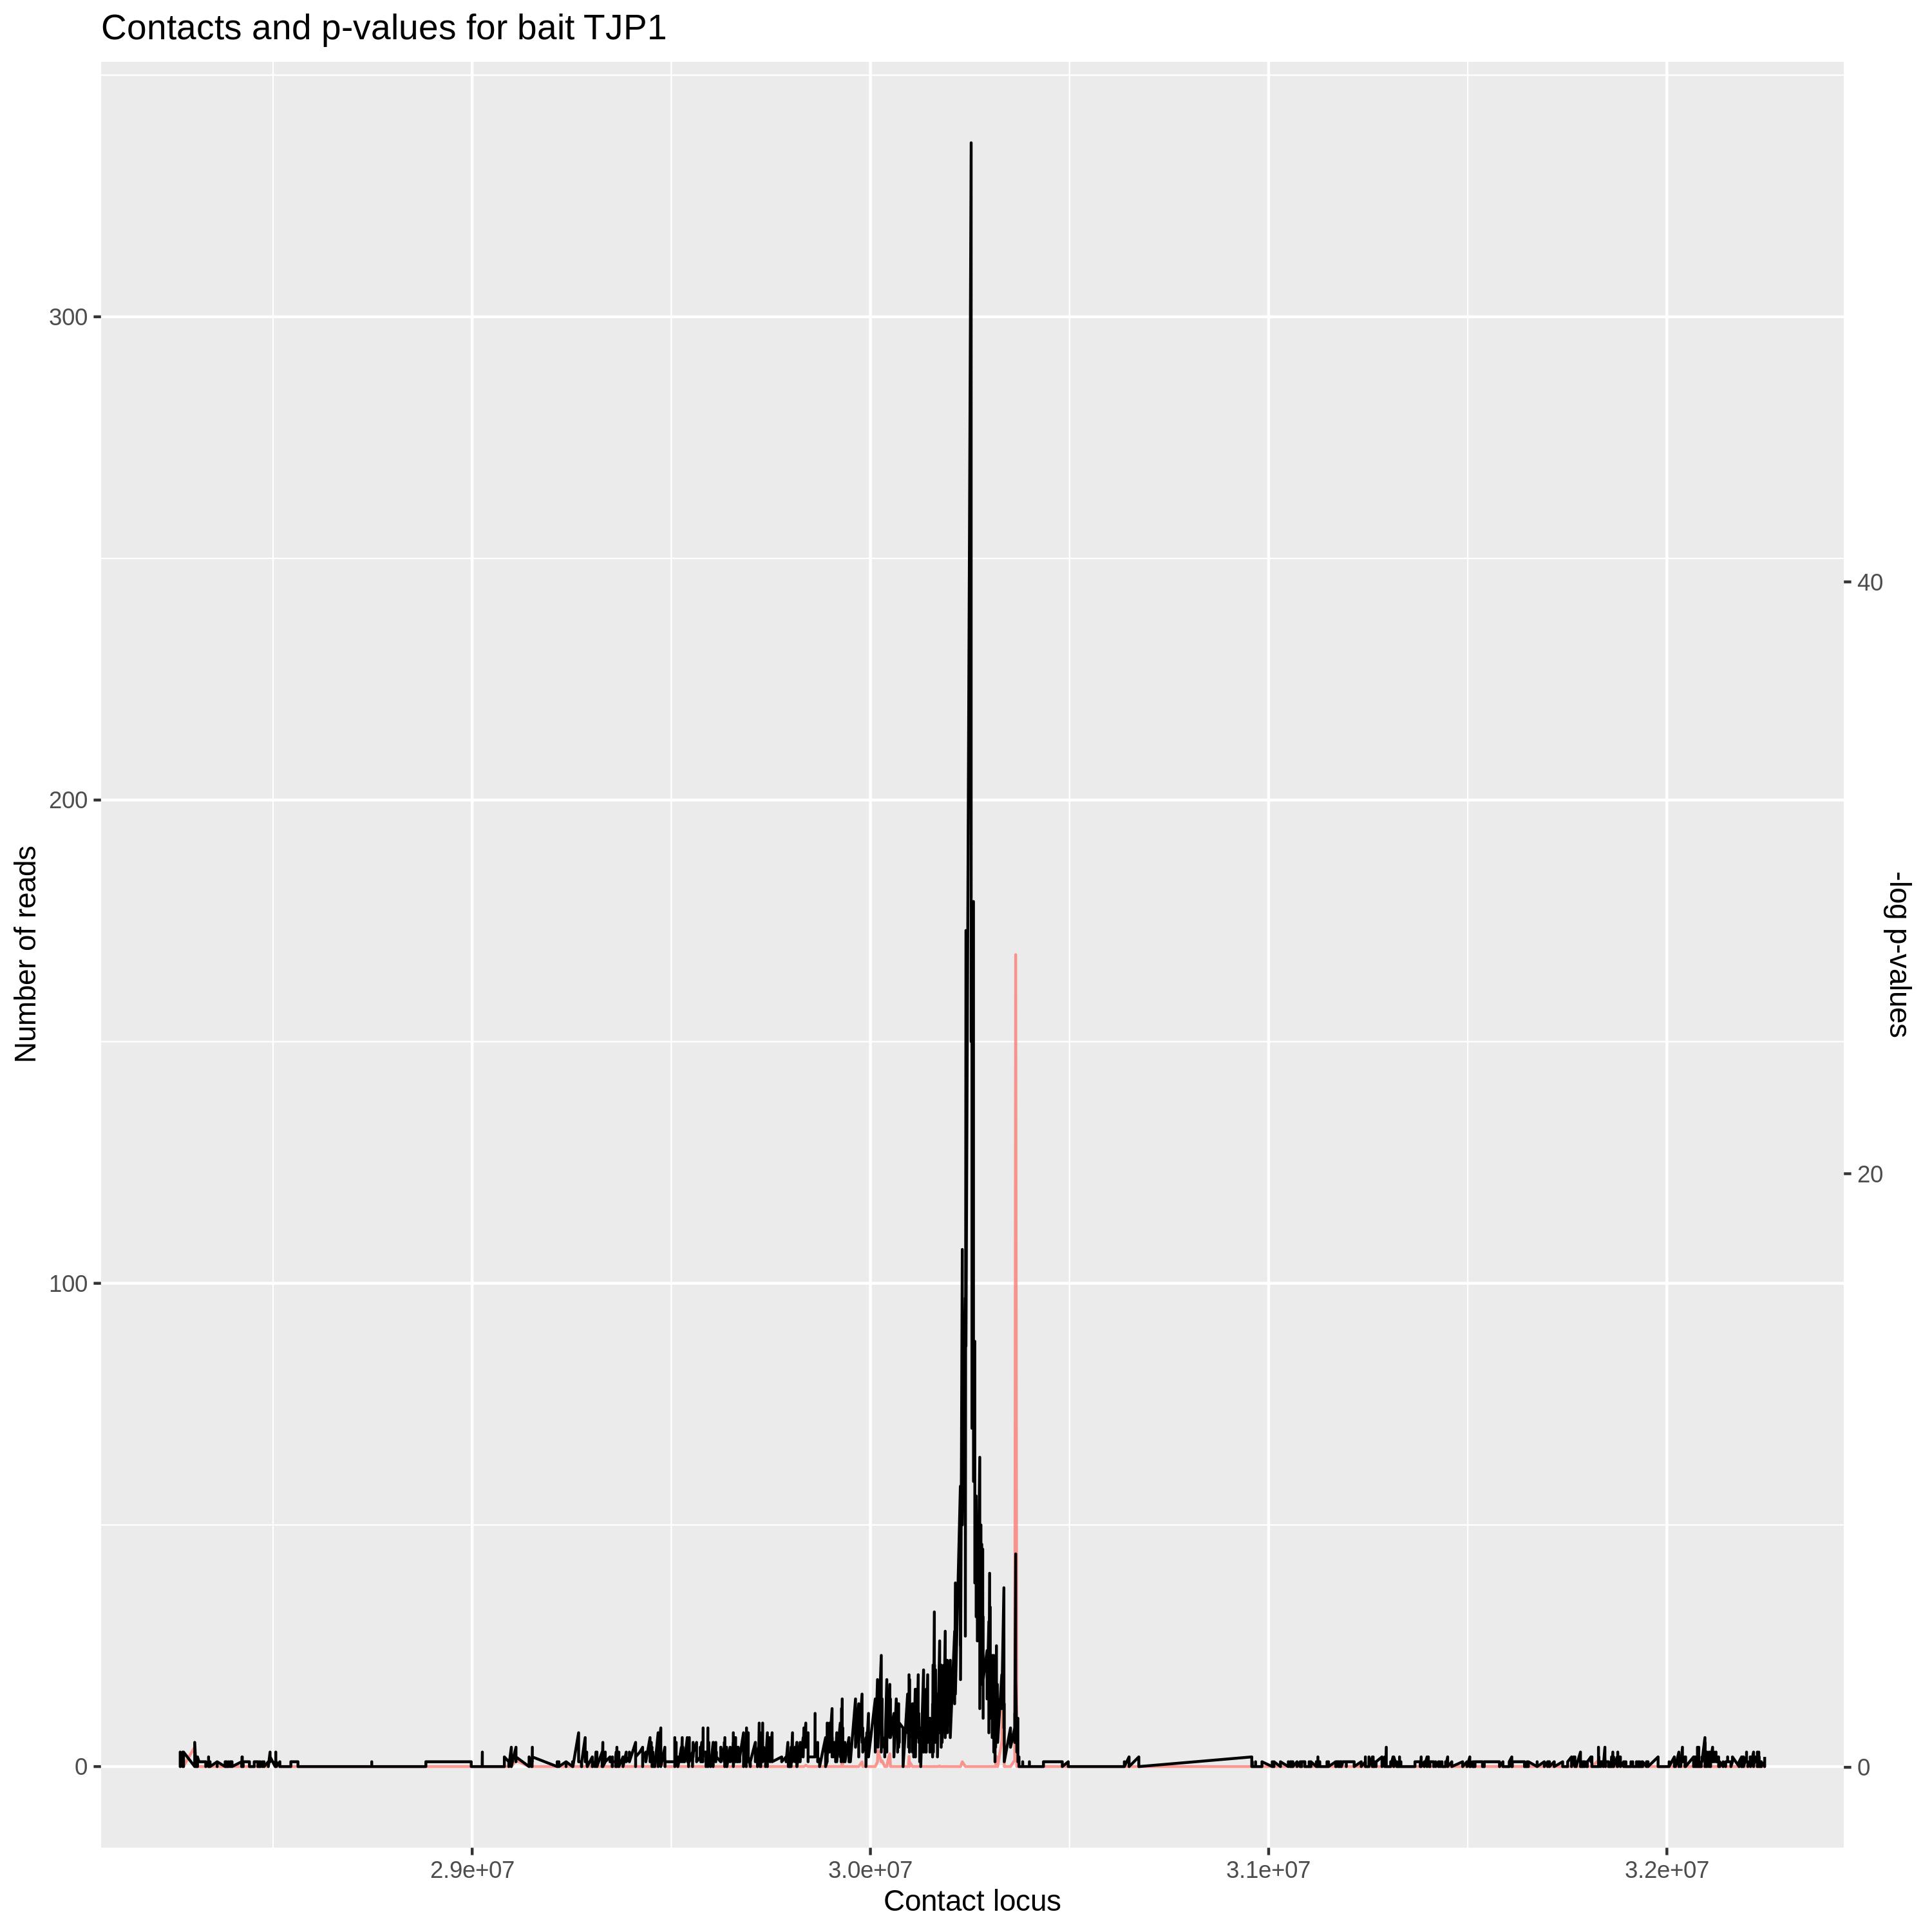 Contacts and p-values for bait TJP1
Number of reads
300
200
100
0
40
20
0
-log p-values
2.9e+07
3.0e+07
3.1e+07
3.2e+07
Contact locus